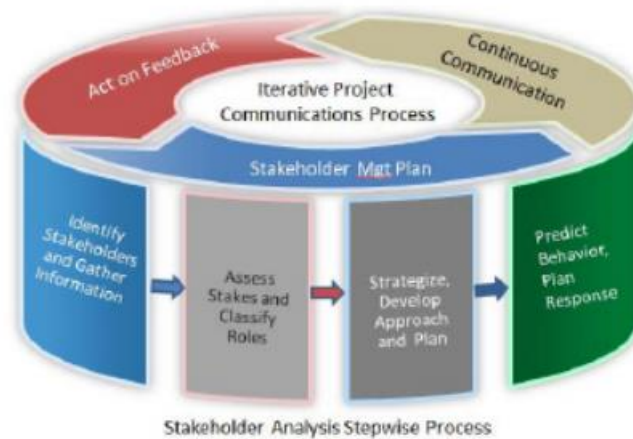 Act on Feedback
Continuous
Communication
Iterative Project
Communications Process
Stakeholder Mgt Plan
Identify
Stakeholders
and Gather
Information
Assess
Stakes and
Classify
Roles
Strategize,
Develop
Approach
and Plan
Predict
Behavior,
Plan
Response
Stakeholder Analysis Stepwise Process